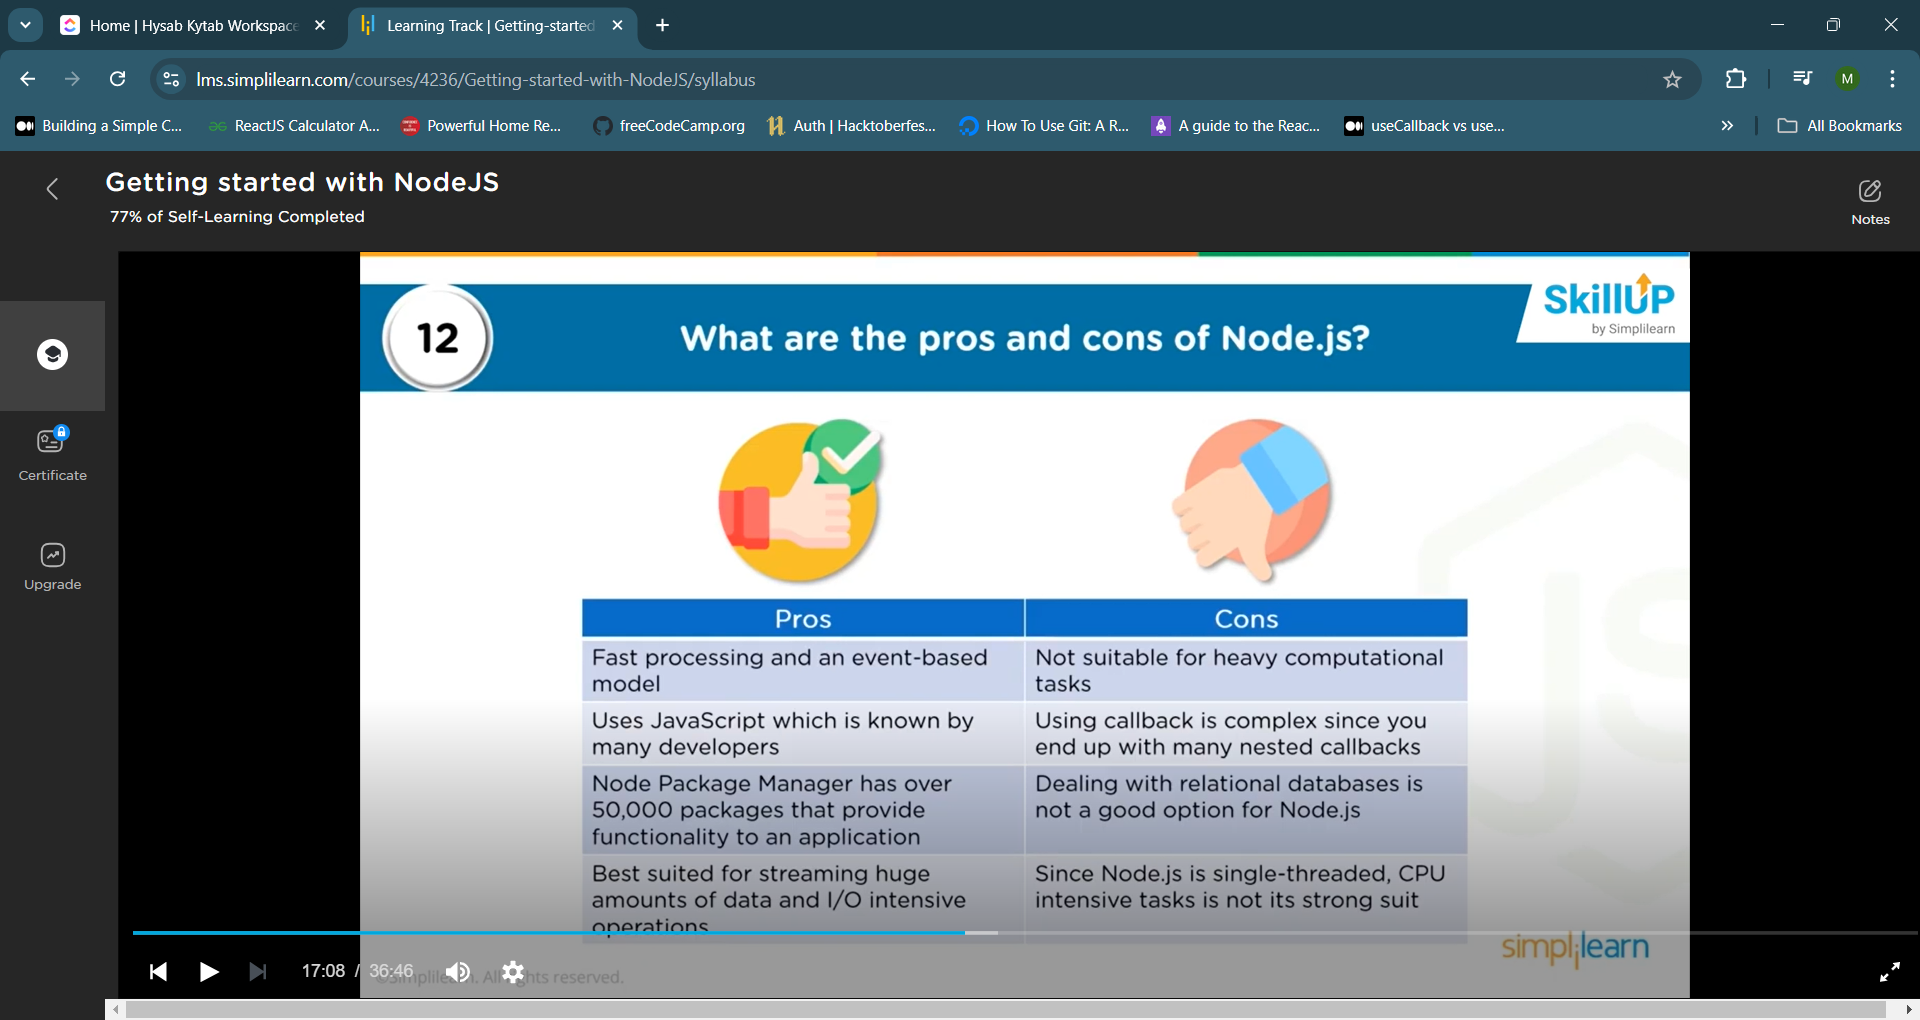 Home | Hysab Kytab Workspace
Learning Track | Getting-started
lms.simplilearn.com/courses/4236/Getting-started-with-NodeJS/syllabus
M
Building a Simple C...
ReactJS Calculator A...
Powerful Home Re...
freeCodeCamp.org
Auth | Hacktoberfes...
How To Use Git: A R...
A guide to the Reac...
useCallback vs use...
All Bookmarks
Getting started with NodeJS
77% of Self-Learning Completed
Notes
Certificate
Upgrade
12
What are the pros and cons of Node.js?
SkillUP
by Simplilearn
JS
Pros
Cons
Fast processing and an event-based
model
Not suitable for heavy computational
tasks
Uses JavaScript which is known by
many developers
Using callback is complex since you
end up with many nested callbacks
Node Package Manager has over
50,000 packages that provide
functionality to an application
Dealing with relational databases is
not a good option for Node.js
Best suited for streaming huge
amounts of data and I/O intensive
operations
Since Node.js is single-threaded, CPU
intensive tasks is not its strong suit
simplilearn
17:08 / 36:46
reserved.